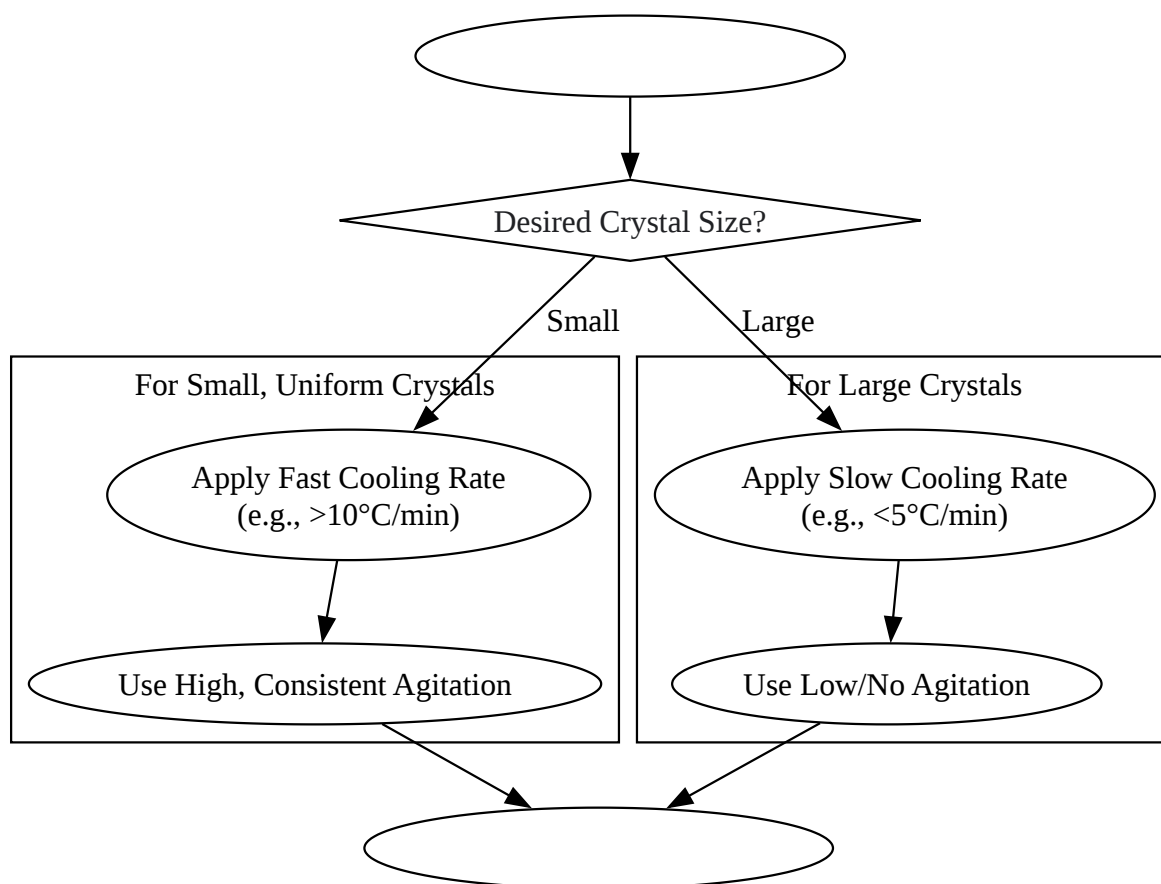 Desired Crystal Size?
Small
Large
For Small, Uniform Crystals
For Large Crystals
Apply Fast Cooling Rate
(e.g., >10°C/min)
Apply Slow Cooling Rate
(e.g., <5°C/min)
Use High, Consistent Agitation
Use Low/No Agitation